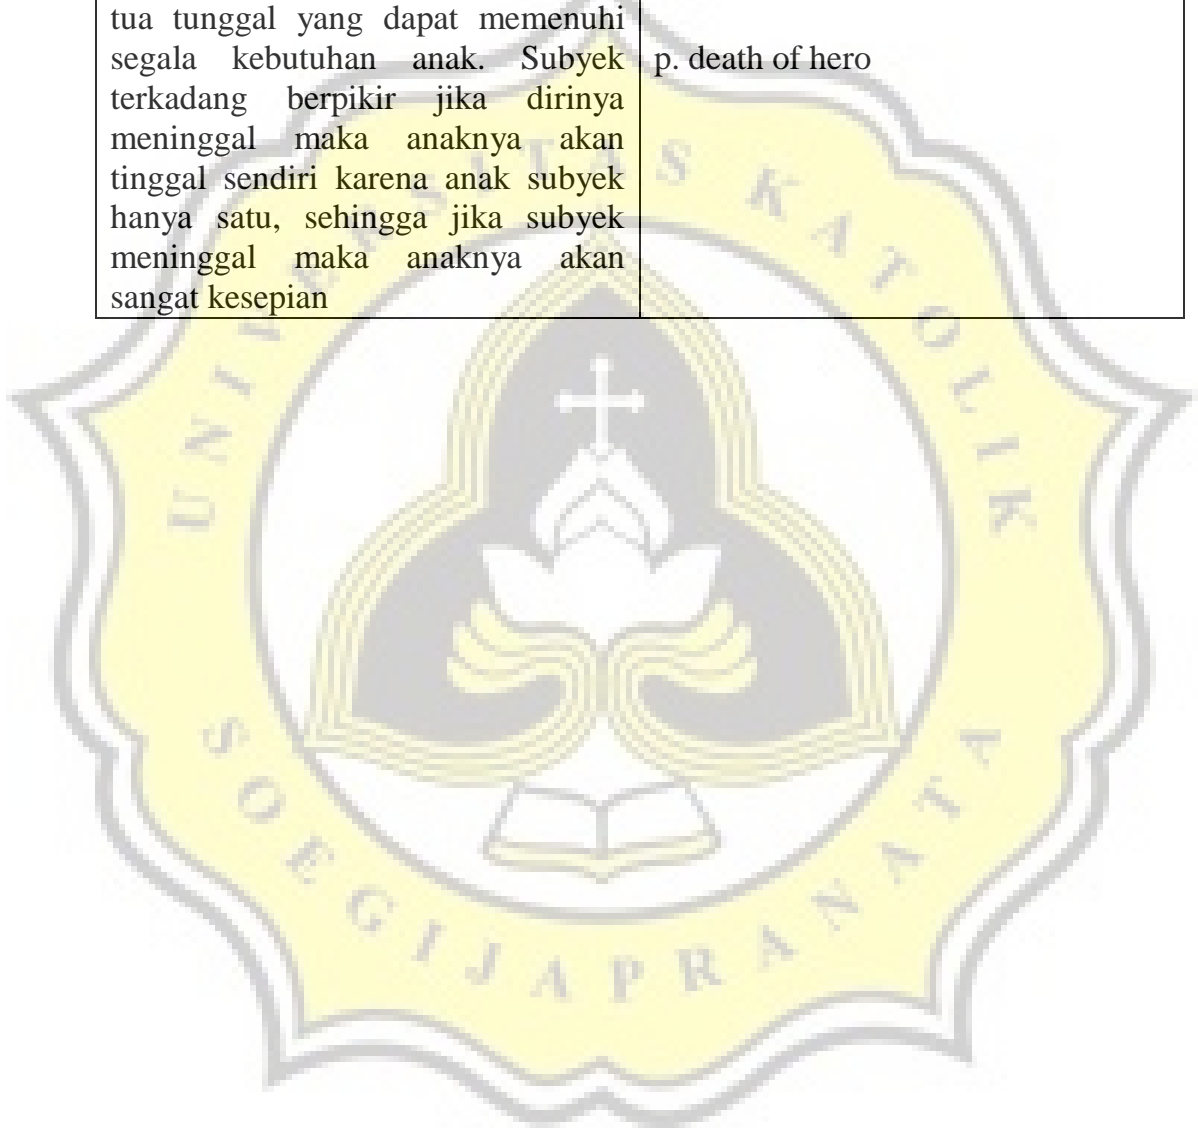 tua tunggal yang dapat memenuhi
segala kebutuhan anak. Subyek
terkadang berpikir jika dirinya
meninggal maka anaknya akan
tinggal sendiri karena anak subyek
hanya satu, sehingga jika subyek
meninggal maka anaknya akan
sangat kesepian
p. death of hero
UNIVERSITAS KATOLIK
SOEGIJAPRANATA